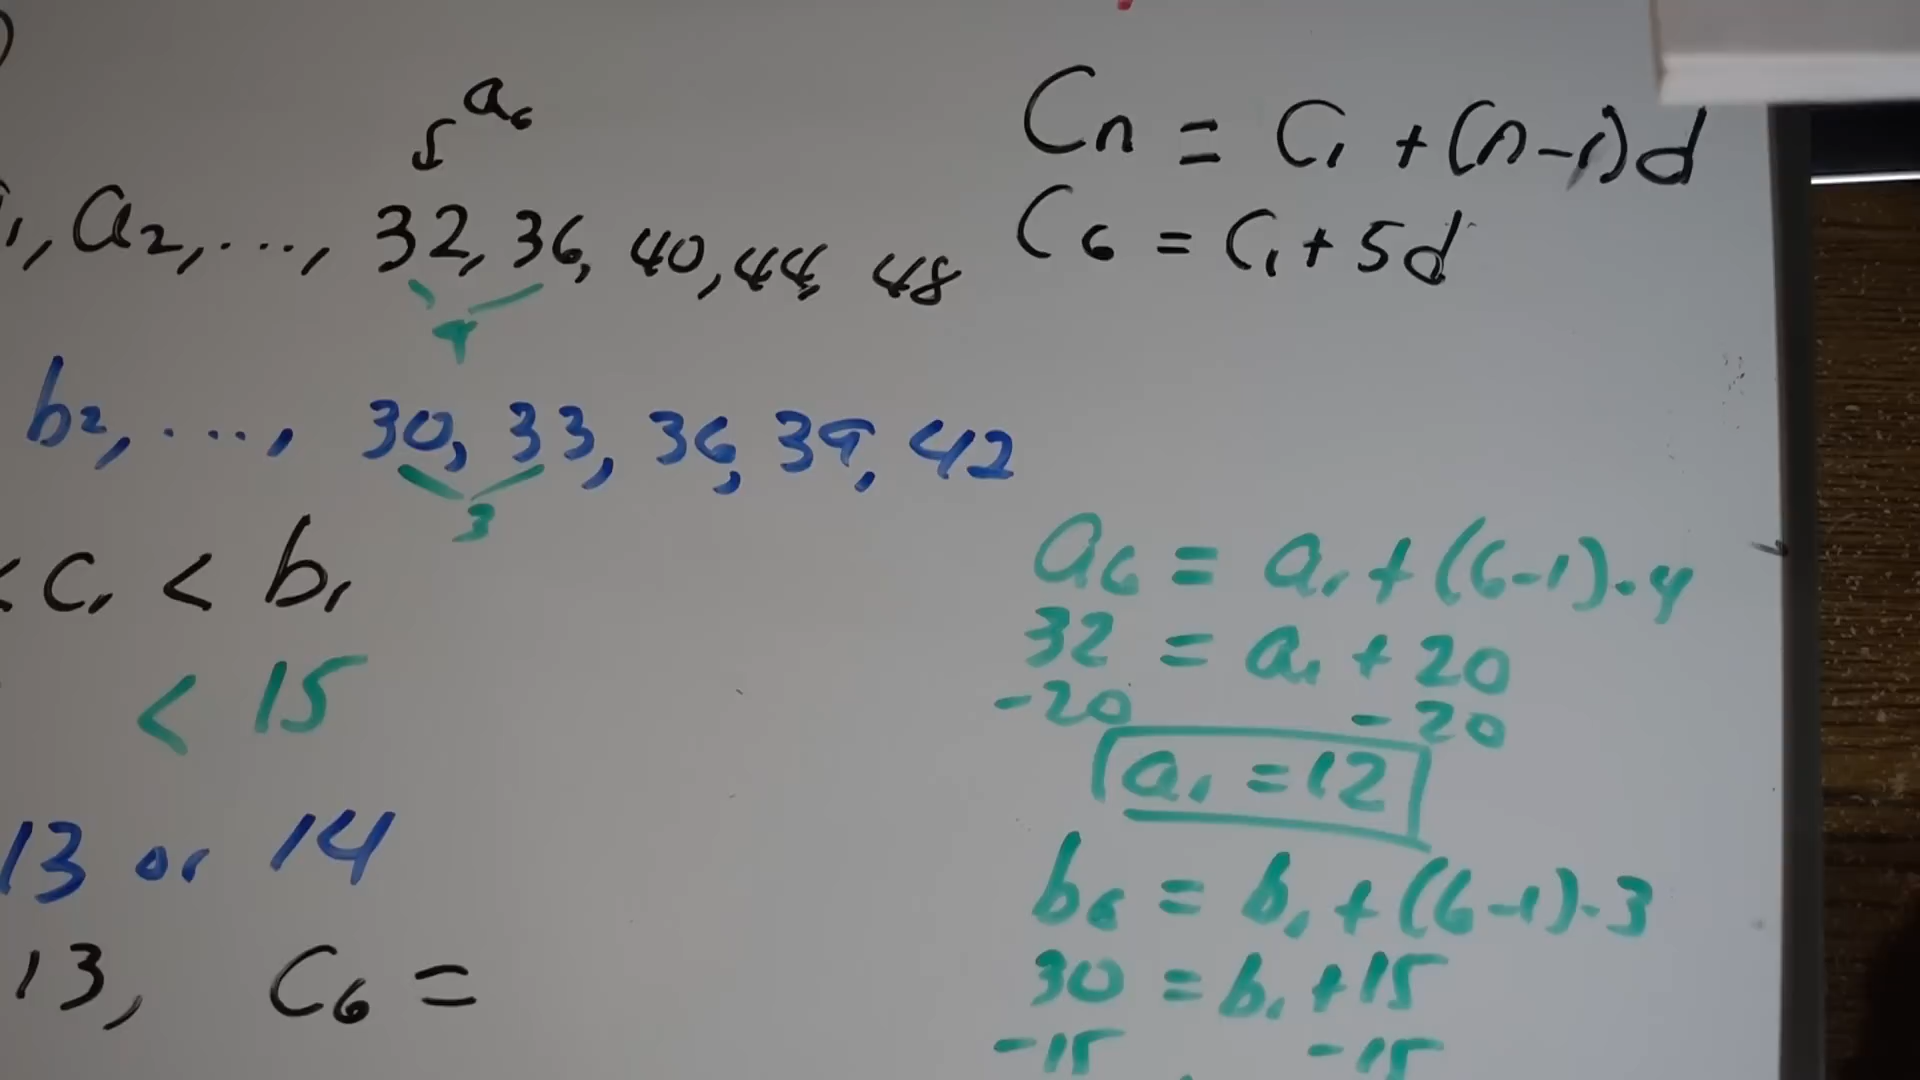 a₆
₁, a₂, ..., 32, 36, 40, 44, 48
4
b₂, ..., 30, 33, 36, 39, 42
3
< C₁ < b₁
< 15
13 or 14
13, C₆ =
Cn = C₁ + (n-1)d
C₆ = C₁ + 5d
a₆ = a₁ + (6-1)·4
32 = a₁ + 20
-20 -20
a₁ = 12
b₆ = b₁ + (6-1)·3
30 = b₁ + 15
-15 -15